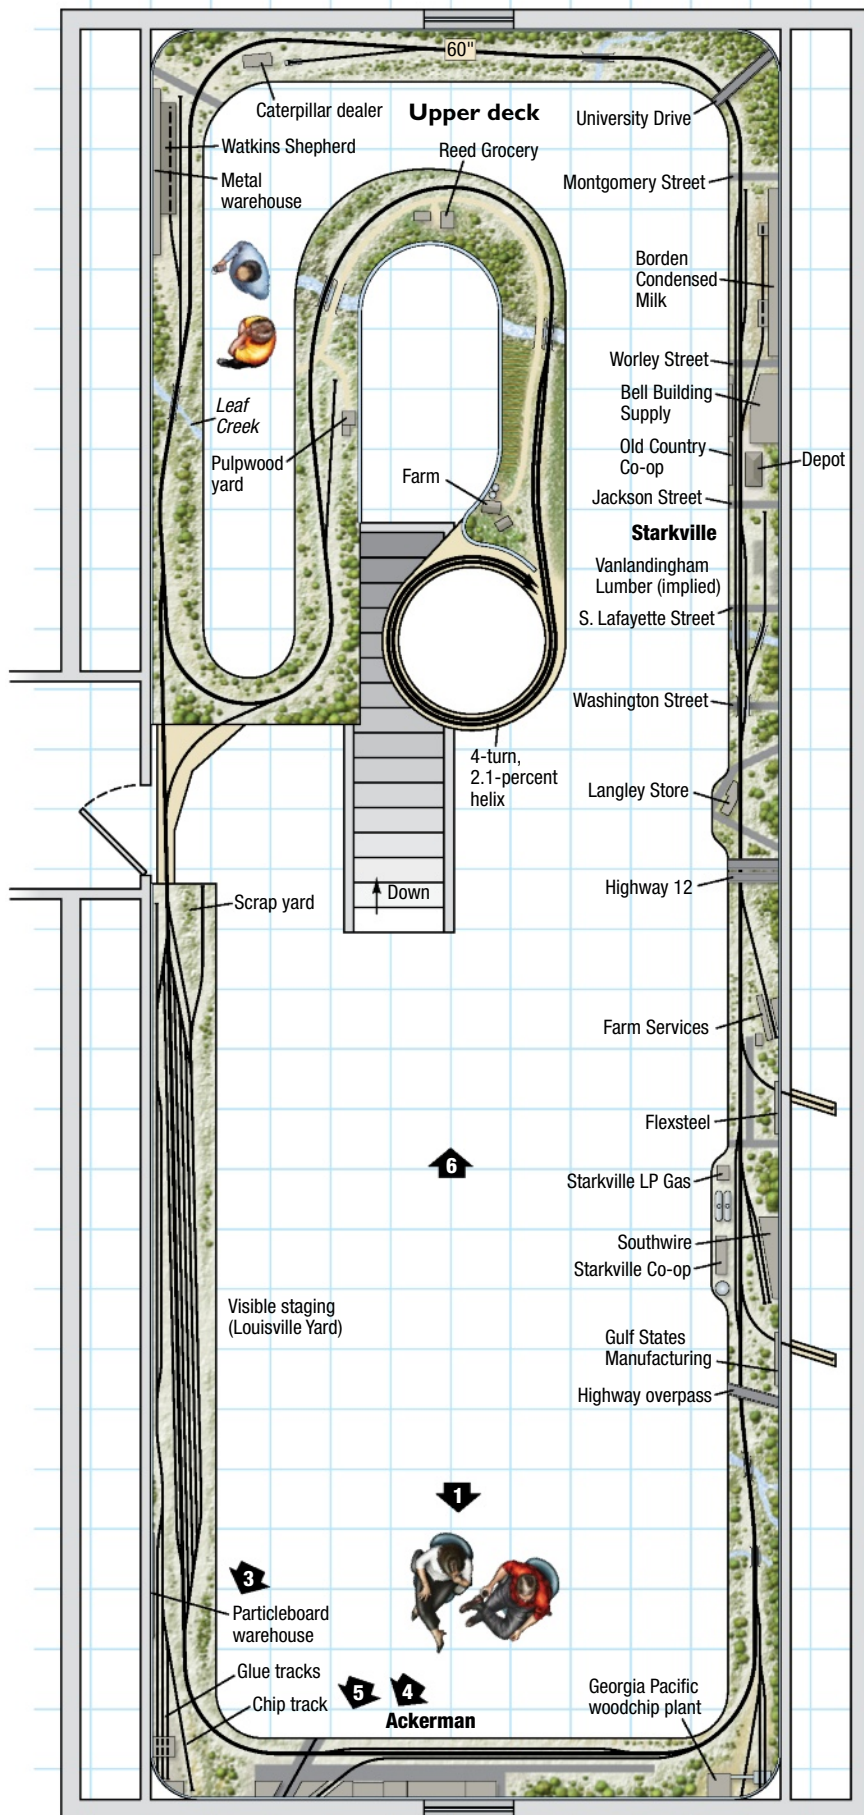 60"
Caterpillar dealer
Upper deck
University Drive
Watkins Shepherd
Reed Grocery
Metal
warehouse
Montgomery Street
Borden
Condensed
Milk
Worley Street
Bell Building
Supply
Leaf
Creek
Old Country
Co-op
Depot
Pulpwood
yard
Farm
Jackson Street
Starkville
Vanlandingham
Lumber (implied)
S. Lafayette Street
Washington Street
4-turn,
2.1-percent
helix
Langley Store
Highway 12
Down
Scrap yard
Farm Services
Flexsteel
6
Starkville LP Gas
Southwire
Starkville Co-op
Visible staging
(Louisville Yard)
Gulf States
Manufacturing
Highway overpass
1
3
Particleboard
warehouse
Glue tracks
Chip track
5
4
Ackerman
Georgia Pacific
woodchip plant